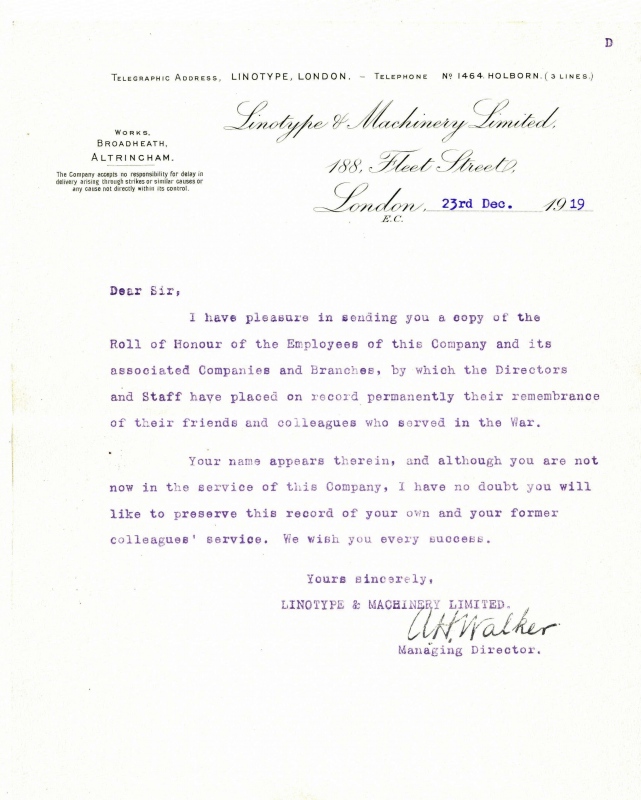 D
Telegraphic Address, LINOTYPE, LONDON. – Telephone Nº 1464. HOLBORN. (3 LINES.)
Linotype & Machinery Limited.
188, Fleet Street,
London, 23rd Dec. 1919
E.C.
Works,
Broadheath,
Altringham.
The Company accepts no responsibility for delay in
delivery arising through strikes or similar causes or
any cause not directly within its control.
Dear Sir,
I have pleasure in sending you a copy of the
Roll of Honour of the Employees of this Company and its
associated Companies and Branches, by which the Directors
and Staff have placed on record permanently their remembrance
of their friends and colleagues who served in the War.
Your name appears therein, and although you are not
now in the service of this Company, I have no doubt you will
like to preserve this record of your own and your former
colleagues' service. We wish you every success.
Yours sincerely,
LINOTYPE & MACHINERY LIMITED.
A.H. Walker
Managing Director.